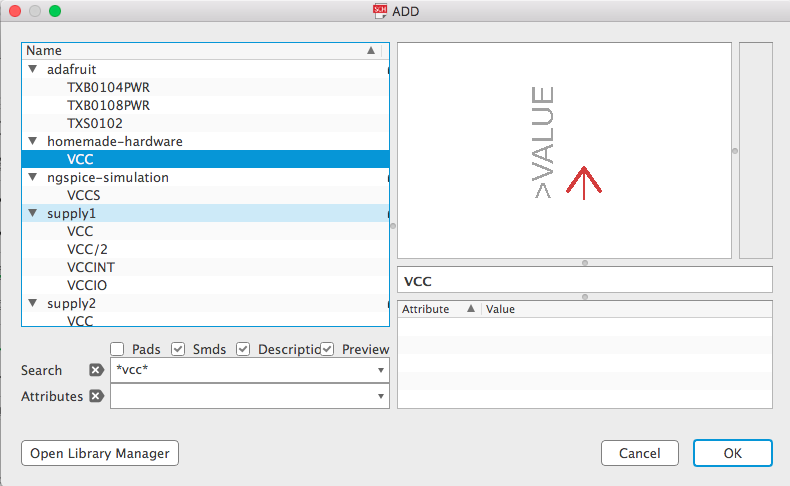 SCH ADD
Name
adafruit
TXB0104PWR
TXB0108PWR
TXS0102
homemade-hardware
VCC
ngspice-simulation
VCCS
supply1
VCC
VCC/2
VCCINT
VCCIO
supply2
VCC
>VALUE
VCC
Attribute Value
Pads Smds Descriptio Preview
Search *vcc*
Attributes
Open Library Manager Cancel OK